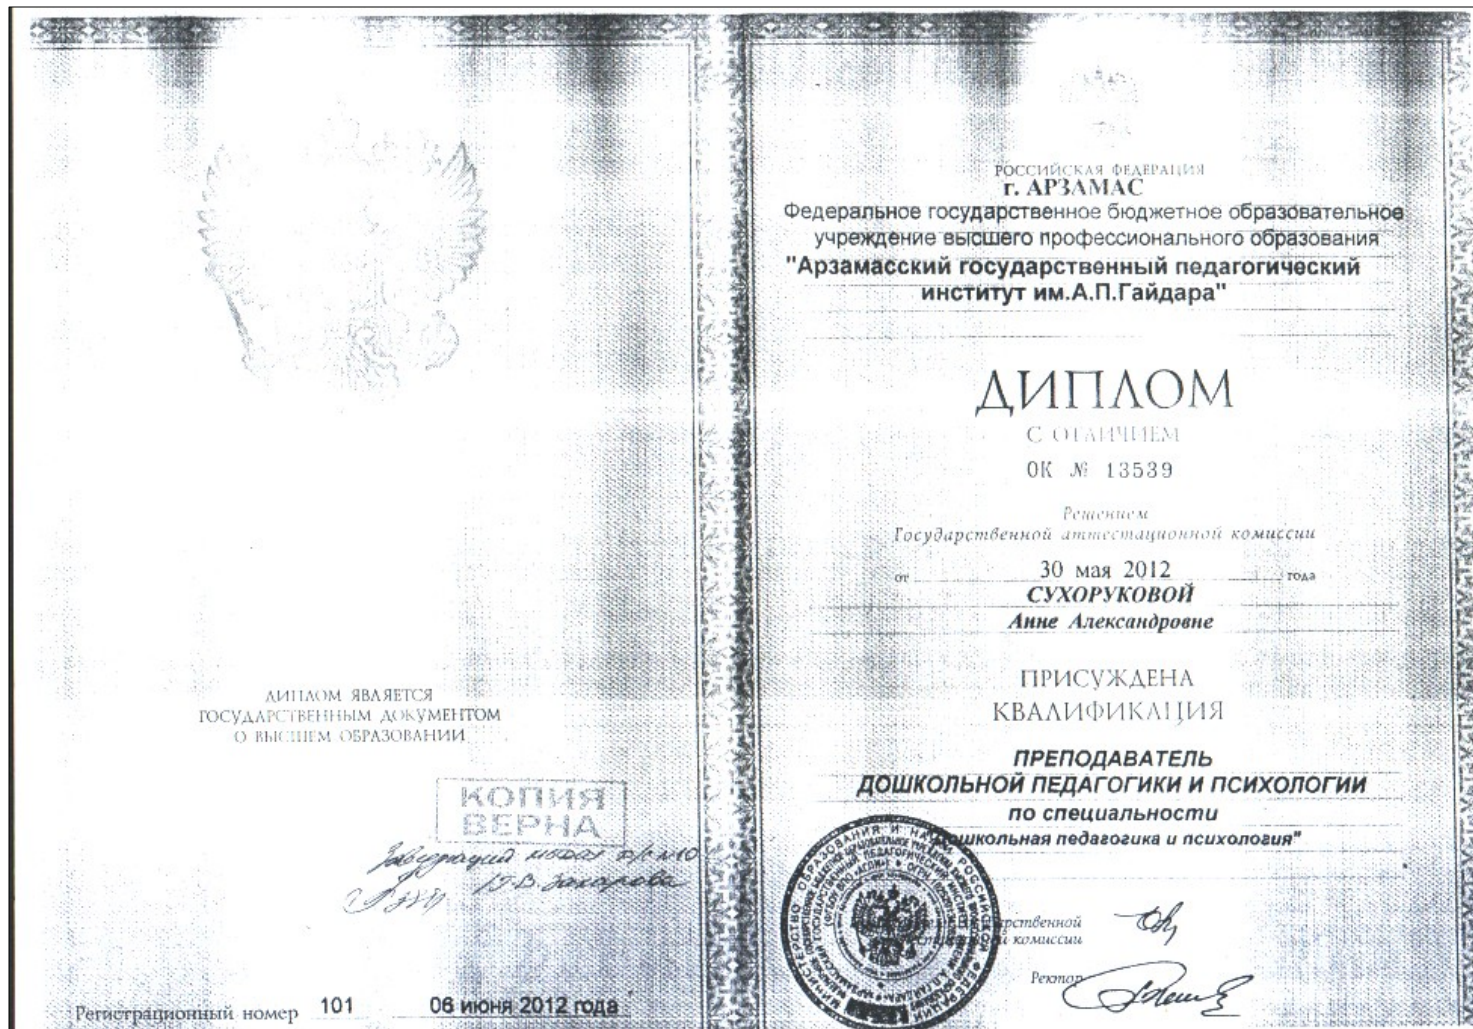 ДИПЛОМ ЯВЛЯЕТСЯ
ГОСУДАРСТВЕННЫМ ДОКУМЕНТОМ
О ВЫСШЕМ ОБРАЗОВАНИИ
КОПИЯ
ВЕРНА
Регистрационный номер 101 06 июня 2012 года
РОССИЙСКАЯ ФЕДЕРАЦИЯ
г. АРЗАМАС
Федеральное государственное бюджетное образовательное
учреждение высшего профессионального образования
"Арзамасский государственный педагогический
институт им.А.П.Гайдара"
ДИПЛОМ
С ОТЛИЧИЕМ
ОК № 13539
Решением
Государственной аттестационной комиссии
от 30 мая 2012 года
СУХОРУКОВОЙ
Анне Александровне
ПРИСУЖДЕНА
КВАЛИФИКАЦИЯ
ПРЕПОДАВАТЕЛЬ
ДОШКОЛЬНОЙ ПЕДАГОГИКИ И ПСИХОЛОГИИ
по специальности
дошкольная педагогика и психология"
комиссии
Ректор